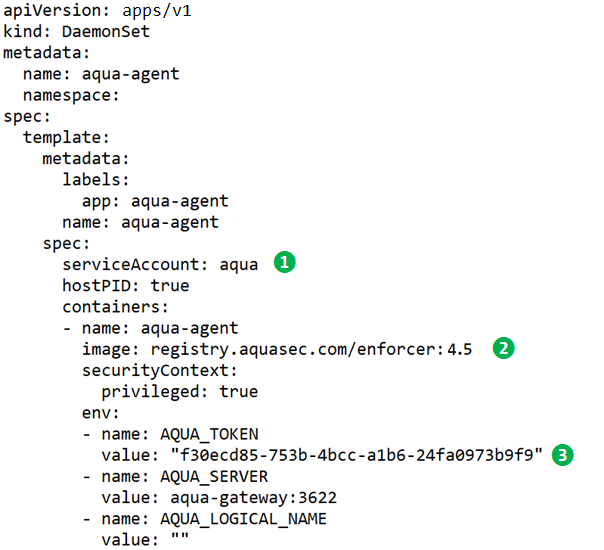 apiVersion: apps/v1
kind: DaemonSet
metadata:
  name: aqua-agent
  namespace:
spec:
  template:
    metadata:
      labels:
        app: aqua-agent
      name: aqua-agent
    spec:
      serviceAccount: aqua 1
      hostPID: true
      containers:
      - name: aqua-agent
        image: registry.aquasec.com/enforcer:4.5 2
        securityContext:
          privileged: true
        env:
        - name: AQUA_TOKEN
          value: "f30ecd85-753b-4bcc-a1b6-24fa0973b9f9" 3
        - name: AQUA_SERVER
          value: aqua-gateway:3622
        - name: AQUA_LOGICAL_NAME
          value: ""